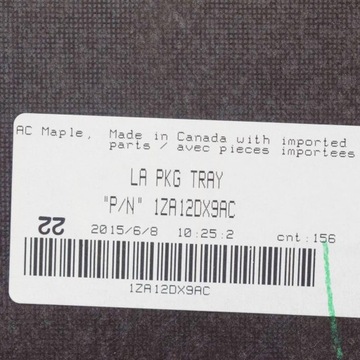 AC Maple, Made in Canada with imported
parts / avec pieces importees
LA PKG TRAY
"P/N" 1ZA12DX9AC
22
2015/6/8 10:25:2 cnt:156
1ZA12DX9AC